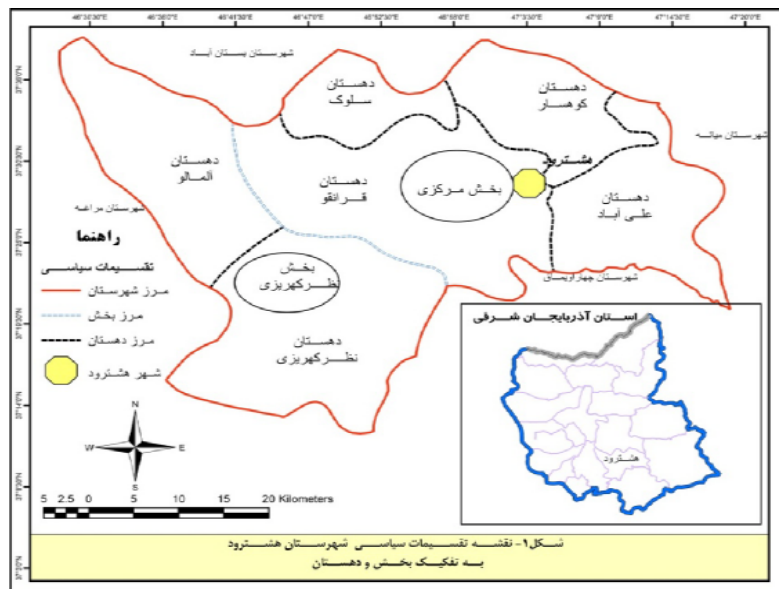 شهرستان بستان آباد
دهستان
سلوک
دهستان
کوهسار
شهرستان میانه
دهستان
آلمالو
دهستان
قرانقو
بخش مرکزی
هشترود
دهستان
علی آباد
شهرستان مراغه
شهرستان چهاراویماق
بخش
نظرکهریزی
دهستان
نظرکهریزی
راهنما
تقسیمات سیاسی
مرز شهرستان
مرز بخش
مرز دهستان
شهر هشترود
N
W E
S
5 2.5 0 5 10 15 20 Kilometers
استان آذربایجان شرقی
هشترود
شکل۱- نقشه تقسیمات سیاسی شهرستان هشترود
به تفکیک بخش و دهستان